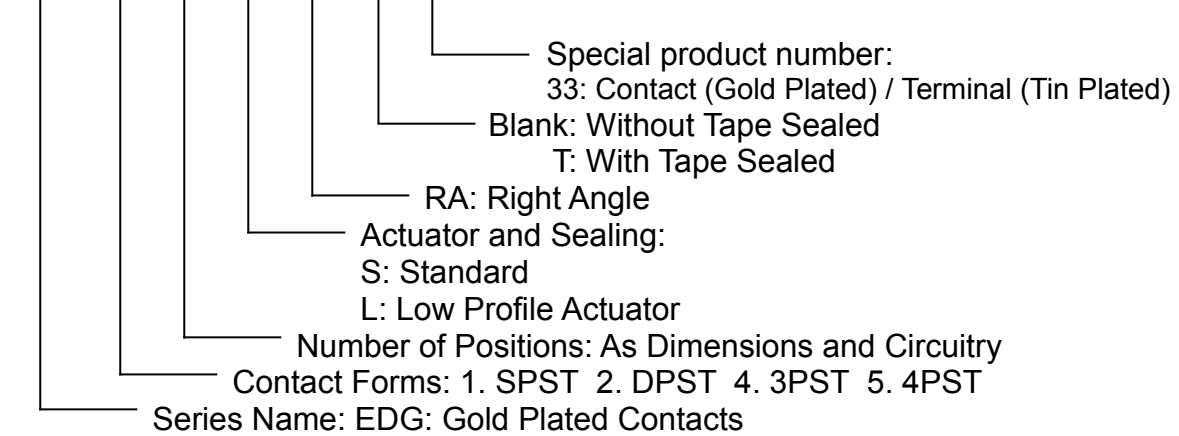 Special product number:
33: Contact (Gold Plated) / Terminal (Tin Plated)
Blank: Without Tape Sealed
T: With Tape Sealed
RA: Right Angle
Actuator and Sealing:
S: Standard
L: Low Profile Actuator
Number of Positions: As Dimensions and Circuitry
Contact Forms: 1. SPST 2. DPST 4. 3PST 5. 4PST
Series Name: EDG: Gold Plated Contacts